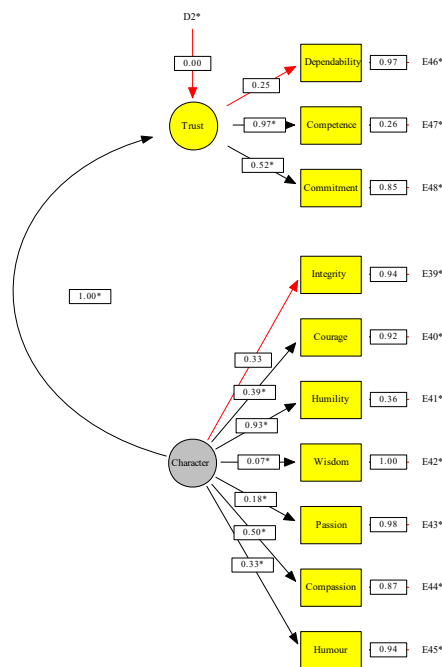 D2*
0.00
Trust
0.25
0.97*
0.52*
Dependability 0.97 E46*
Competence 0.26 E47*
Commitment 0.85 E48*
1.00*
Character
0.33
0.39*
0.93*
0.07*
0.18*
0.50*
0.33*
Integrity 0.94 E39*
Courage 0.92 E40*
Humility 0.36 E41*
Wisdom 1.00 E42*
Passion 0.98 E43*
Compassion 0.87 E44*
Humour 0.94 E45*